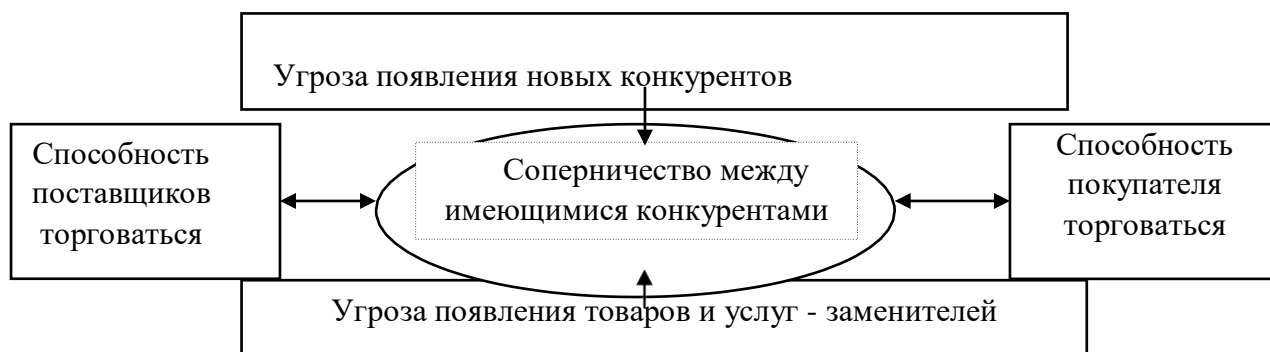 Угроза появления новых конкурентов
Способность
поставщиков
торговаться
Соперничество между
имеющимися конкурентами
Способность
покупателя
торговаться
Угроза появления товаров и услуг - заменителей